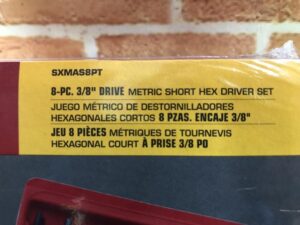 SXMAS8PT
8-PC. 3/8" DRIVE METRIC SHORT HEX DRIVER SET
JUEGO MÉTRICO DE DESTORNILLADORES
HEXAGONALES CORTOS 8 PZAS. ENCAJE 3/8"
JEU 8 PIÈCES MÉTRIQUES DE TOURNEVIS
HEXAGONAL COURT À PRISE 3/8 PO